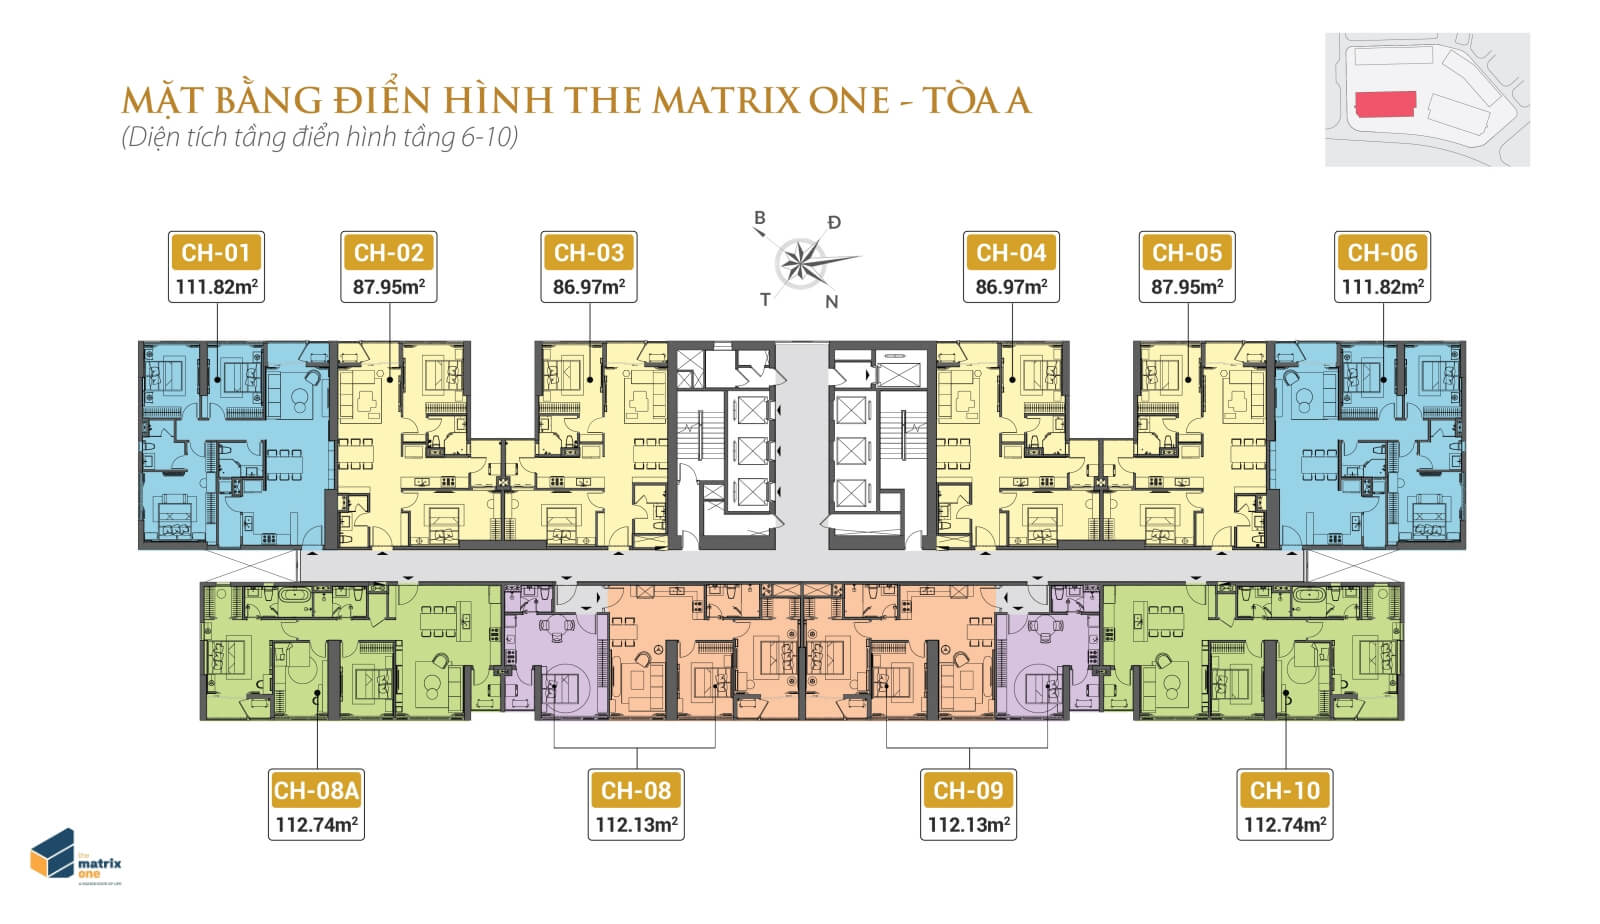 MẶT BẰNG ĐIỂN HÌNH THE MATRIX ONE - TÒA A
(Diện tích tầng điển hình tầng 6-10)
B
Đ
T
N
CH-01
111.82m²
CH-02
87.95m²
CH-03
86.97m²
CH-04
86.97m²
CH-05
87.95m²
CH-06
111.82m²
CH-08A
112.74m²
CH-08
112.13m²
CH-09
112.13m²
CH-10
112.74m²
the
matrix
one